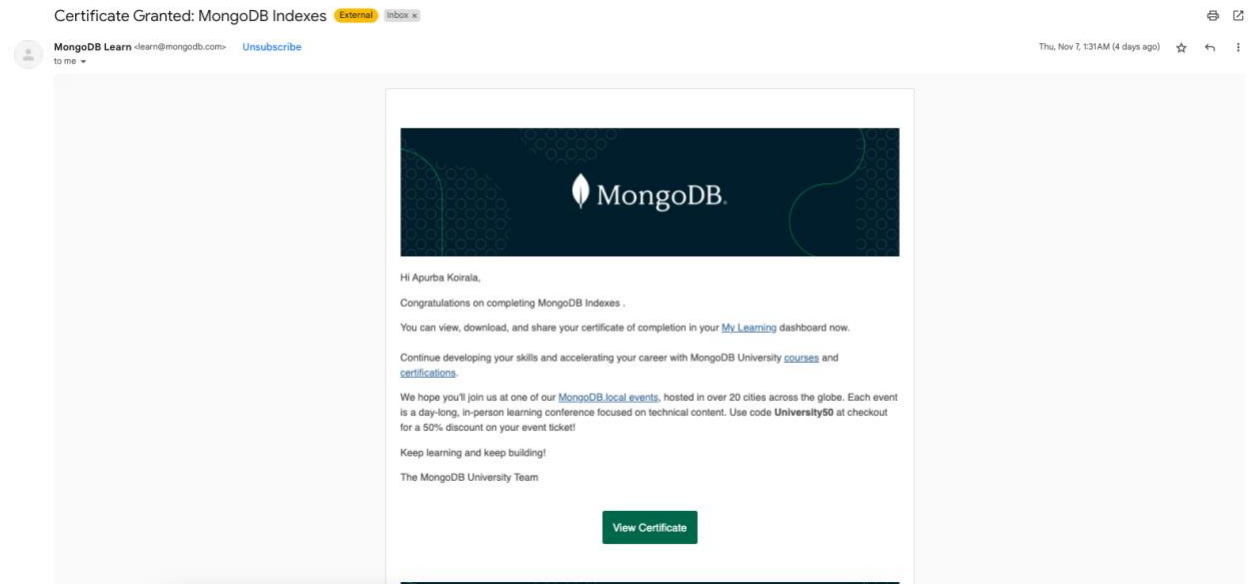 Certificate Granted: MongoDB Indexes External Inbox ×
MongoDB Learn <learn@mongodb.com> Unsubscribe Thu, Nov 7, 1:31AM (4 days ago)
to me
MongoDB.
Hi Apurba Koirala,
Congratulations on completing MongoDB Indexes .
You can view, download, and share your certificate of completion in your My Learning dashboard now.
Continue developing your skills and accelerating your career with MongoDB University courses and
certifications.
We hope you'll join us at one of our MongoDB.local events, hosted in over 20 cities across the globe. Each event
is a day-long, in-person learning conference focused on technical content. Use code University50 at checkout
for a 50% discount on your event ticket!
Keep learning and keep building!
The MongoDB University Team
View Certificate